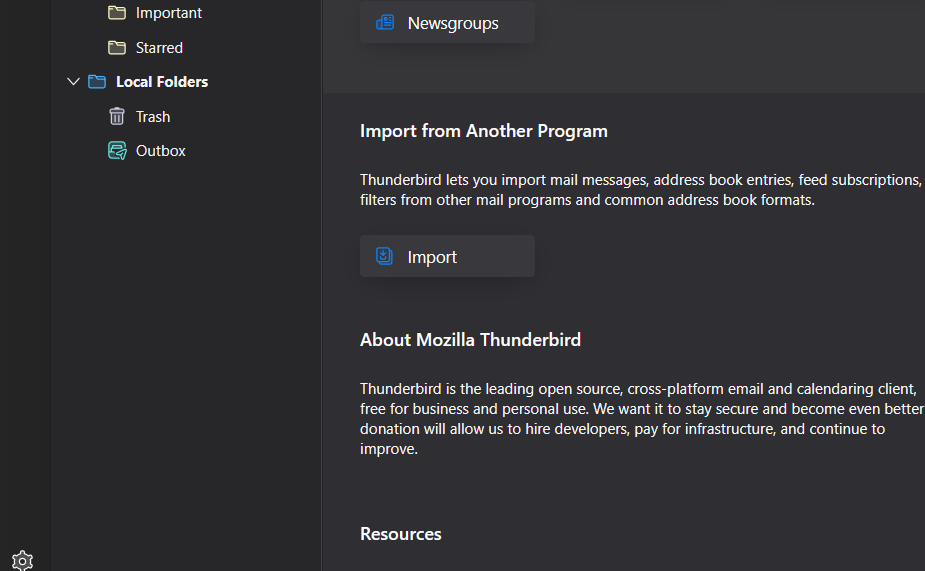 Important
Starred
Local Folders
Trash
Outbox
Newsgroups
Import from Another Program
Thunderbird lets you import mail messages, address book entries, feed subscriptions,
filters from other mail programs and common address book formats.
Import
About Mozilla Thunderbird
Thunderbird is the leading open source, cross-platform email and calendaring client,
free for business and personal use. We want it to stay secure and become even better
donation will allow us to hire developers, pay for infrastructure, and continue to
improve.
Resources